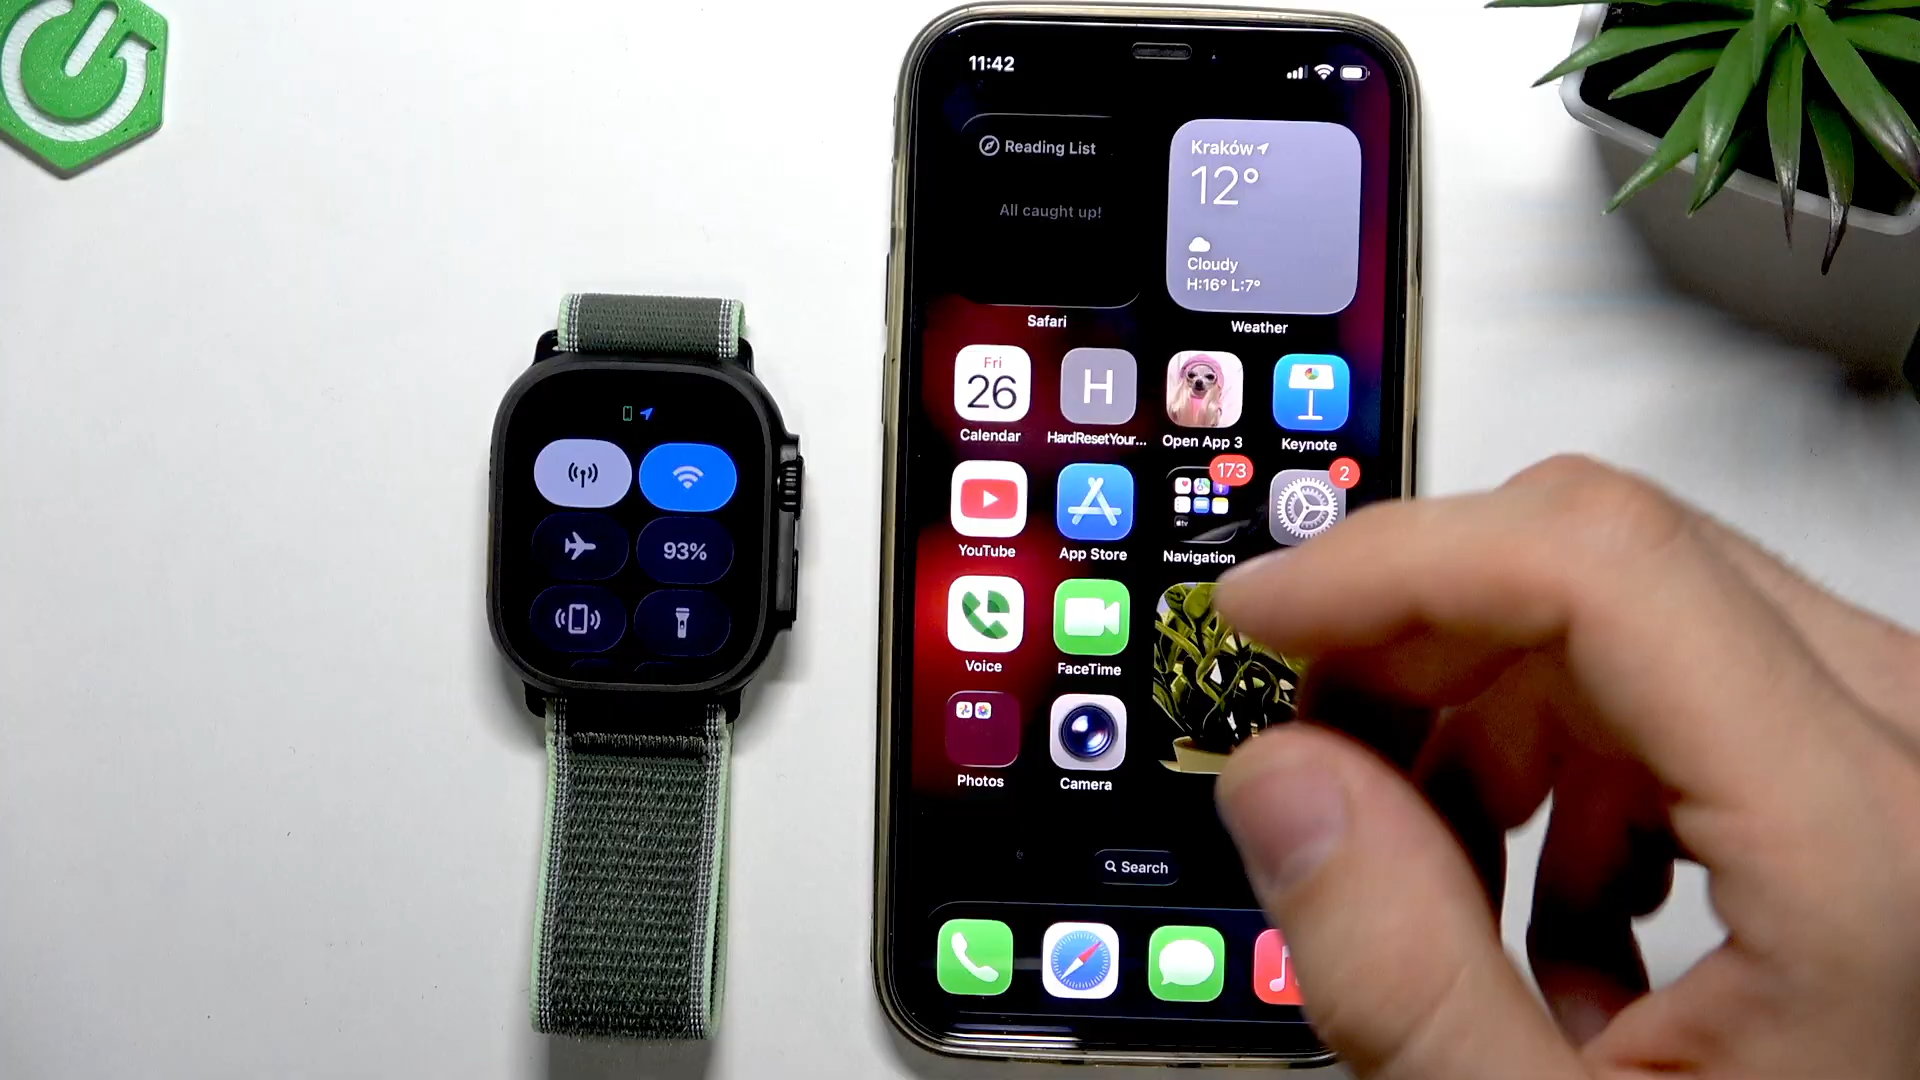 93%
11:42
Reading List
All caught up!
Safari
Kraków
12°
Cloudy
H:16° L:7°
Weather
Fri
26
Calendar
H
HardResetYour...
Open App 3
Keynote
YouTube
App Store
173
Navigation
2
Voice
FaceTime
Photos
Camera
Search